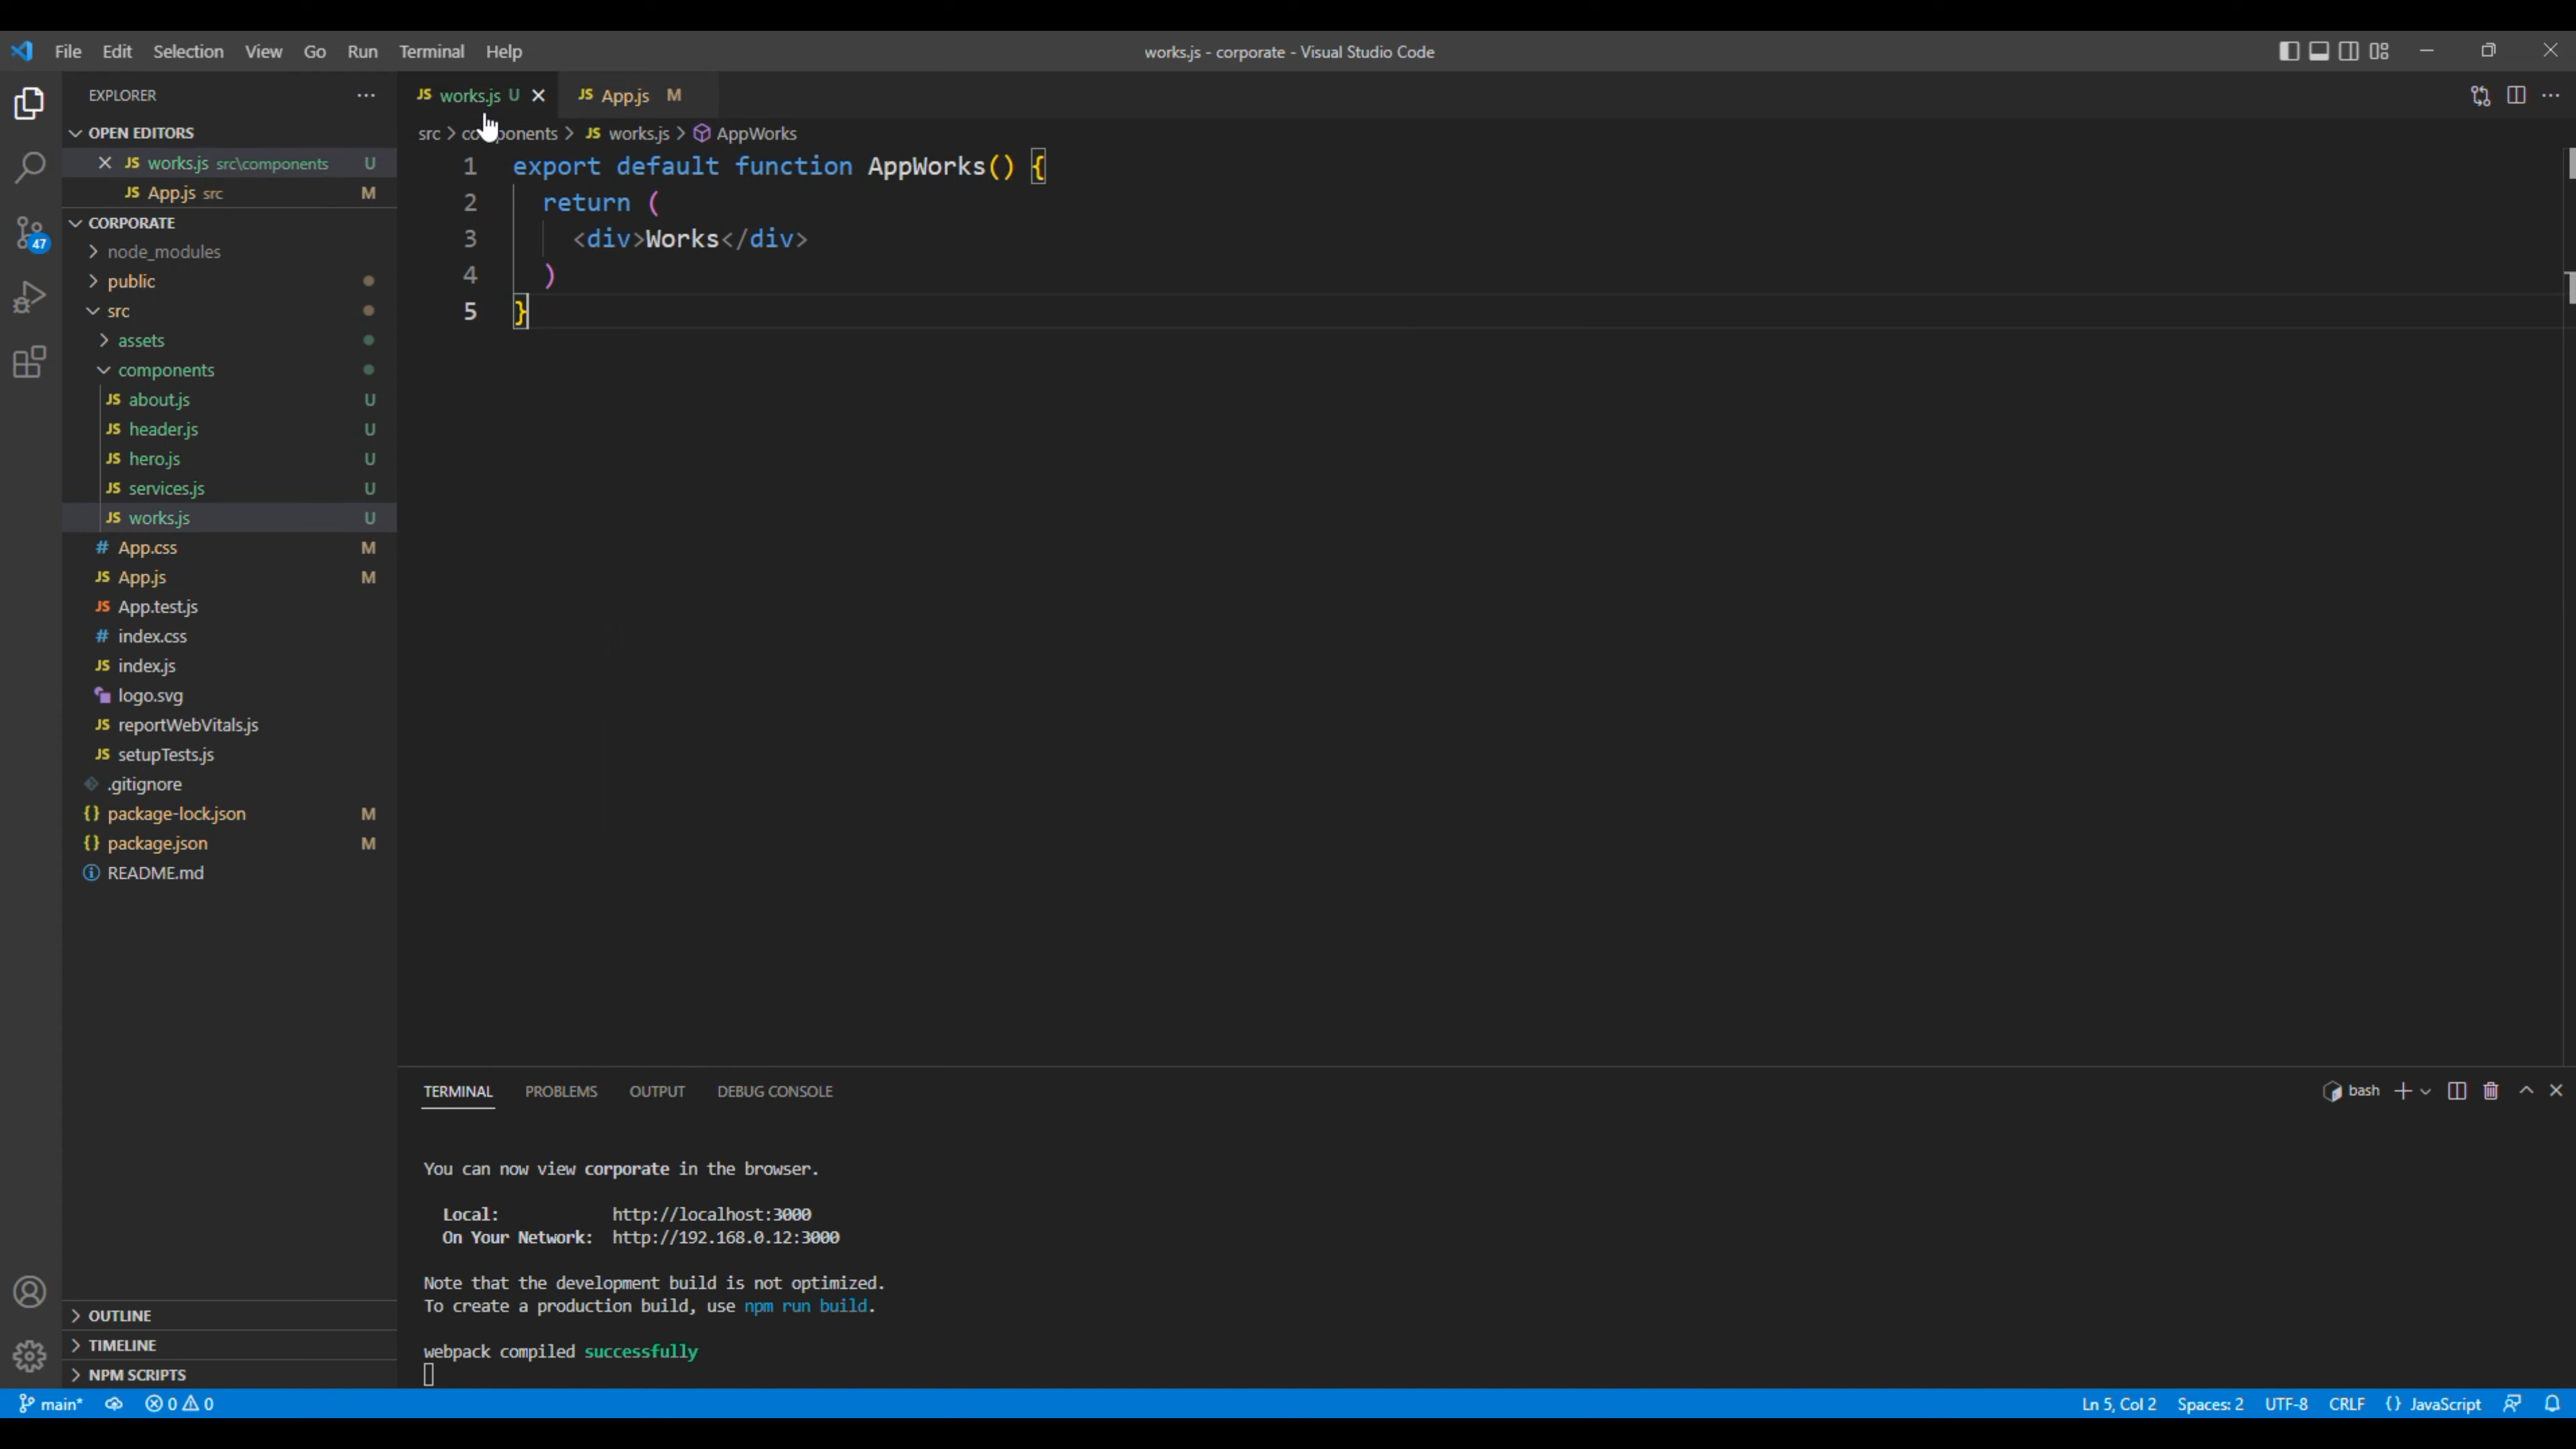 File Edit Selection View Go Run Terminal Help
works.js - corporate - Visual Studio Code
EXPLORER
OPEN EDITORS
JS works.js src\components U
JS App.js src M
CORPORATE
node_modules
public
src
assets
components
JS about.js U
JS header.js U
JS hero.js U
JS services.js U
JS works.js U
# App.css M
JS App.js M
JS App.test.js
# index.css
JS index.js
logo.svg
JS reportWebVitals.js
JS setupTests.js
.gitignore
{} package-lock.json M
{} package.json M
README.md
OUTLINE
TIMELINE
NPM SCRIPTS
47
JS works.js U
JS App.js M
src > > JS works.js > AppWorks
1 export default function AppWorks() {
2 return (
3 <div>Works</div>
4 )
5 }
TERMINAL PROBLEMS OUTPUT DEBUG CONSOLE
bash
You can now view corporate in the browser.
Local: http://localhost:3000
On Your Network: http://192.168.0.12:3000
Note that the development build is not optimized.
To create a production build, use npm run build.
webpack compiled successfully
main* 0 0
Ln 5, Col 2 Spaces: 2 UTF-8 CRLF {} JavaScript